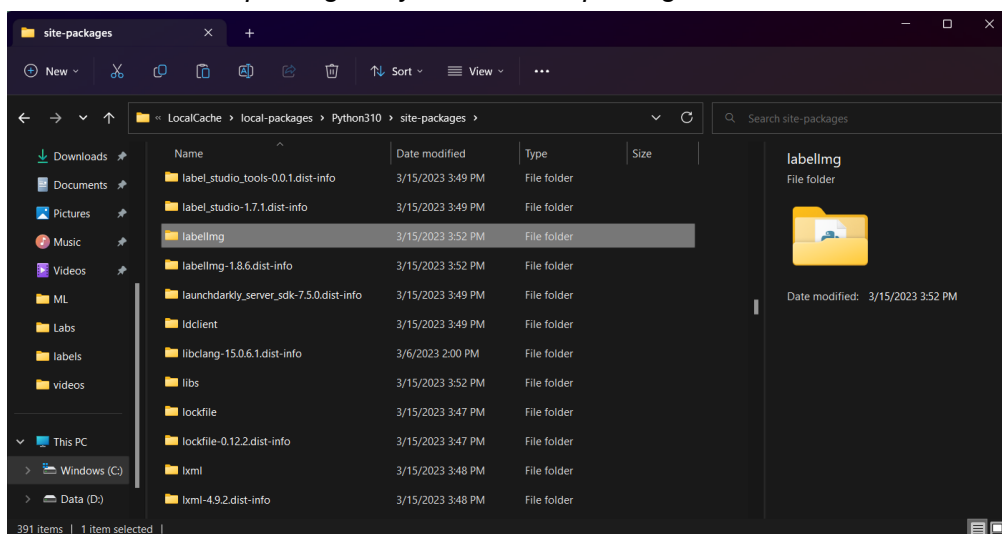 site-packages
New
Sort
View
« LocalCache › local-packages › Python310 › site-packages ›
Search site-packages
Downloads
Documents
Pictures
Music
Videos
ML
Labs
labels
videos
This PC
Windows (C:)
Data (D:)
Name Date modified Type Size
label_studio_tools-0.0.1.dist-info 3/15/2023 3:49 PM File folder
label_studio-1.7.1.dist-info 3/15/2023 3:49 PM File folder
labelImg 3/15/2023 3:52 PM File folder
labelImg-1.8.6.dist-info 3/15/2023 3:52 PM File folder
launchdarkly_server_sdk-7.5.0.dist-info 3/15/2023 3:49 PM File folder
ldclient 3/15/2023 3:49 PM File folder
libclang-15.0.6.1.dist-info 3/6/2023 2:00 PM File folder
libs 3/15/2023 3:52 PM File folder
lockfile 3/15/2023 3:47 PM File folder
lockfile-0.12.2.dist-info 3/15/2023 3:47 PM File folder
lxml 3/15/2023 3:48 PM File folder
lxml-4.9.2.dist-info 3/15/2023 3:48 PM File folder
labelImg
File folder
Date modified: 3/15/2023 3:52 PM
391 items | 1 item selected |